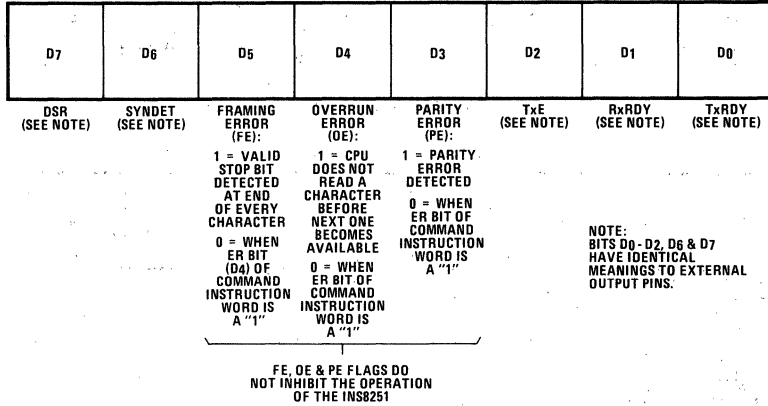 D7 D6 D5 D4 D3 D2 D1 D0
DSR
(SEE NOTE)
SYNDET
(SEE NOTE)
FRAMING
ERROR
(FE):
1 = VALID
STOP BIT
DETECTED
AT END
OF EVERY
CHARACTER
0 = WHEN
ER BIT
(D4) OF
COMMAND
INSTRUCTION
WORD IS
A "1"
OVERRUN
ERROR
(OE):
1 = CPU
DOES NOT
READ A
CHARACTER
BEFORE
NEXT ONE
BECOMES
AVAILABLE
0 = WHEN
ER BIT OF
COMMAND
INSTRUCTION
WORD IS
A "1"
PARITY
ERROR
(PE):
1 = PARITY
ERROR
DETECTED
0 = WHEN
ER BIT OF
COMMAND
INSTRUCTION
WORD IS
A "1"
TxE
(SEE NOTE)
RxRDY
(SEE NOTE)
TxRDY
(SEE NOTE)
NOTE:
BITS D0 - D2, D6 & D7
HAVE IDENTICAL
MEANINGS TO EXTERNAL
OUTPUT PINS.
FE, OE & PE FLAGS DO
NOT INHIBIT THE OPERATION
OF THE INS8251